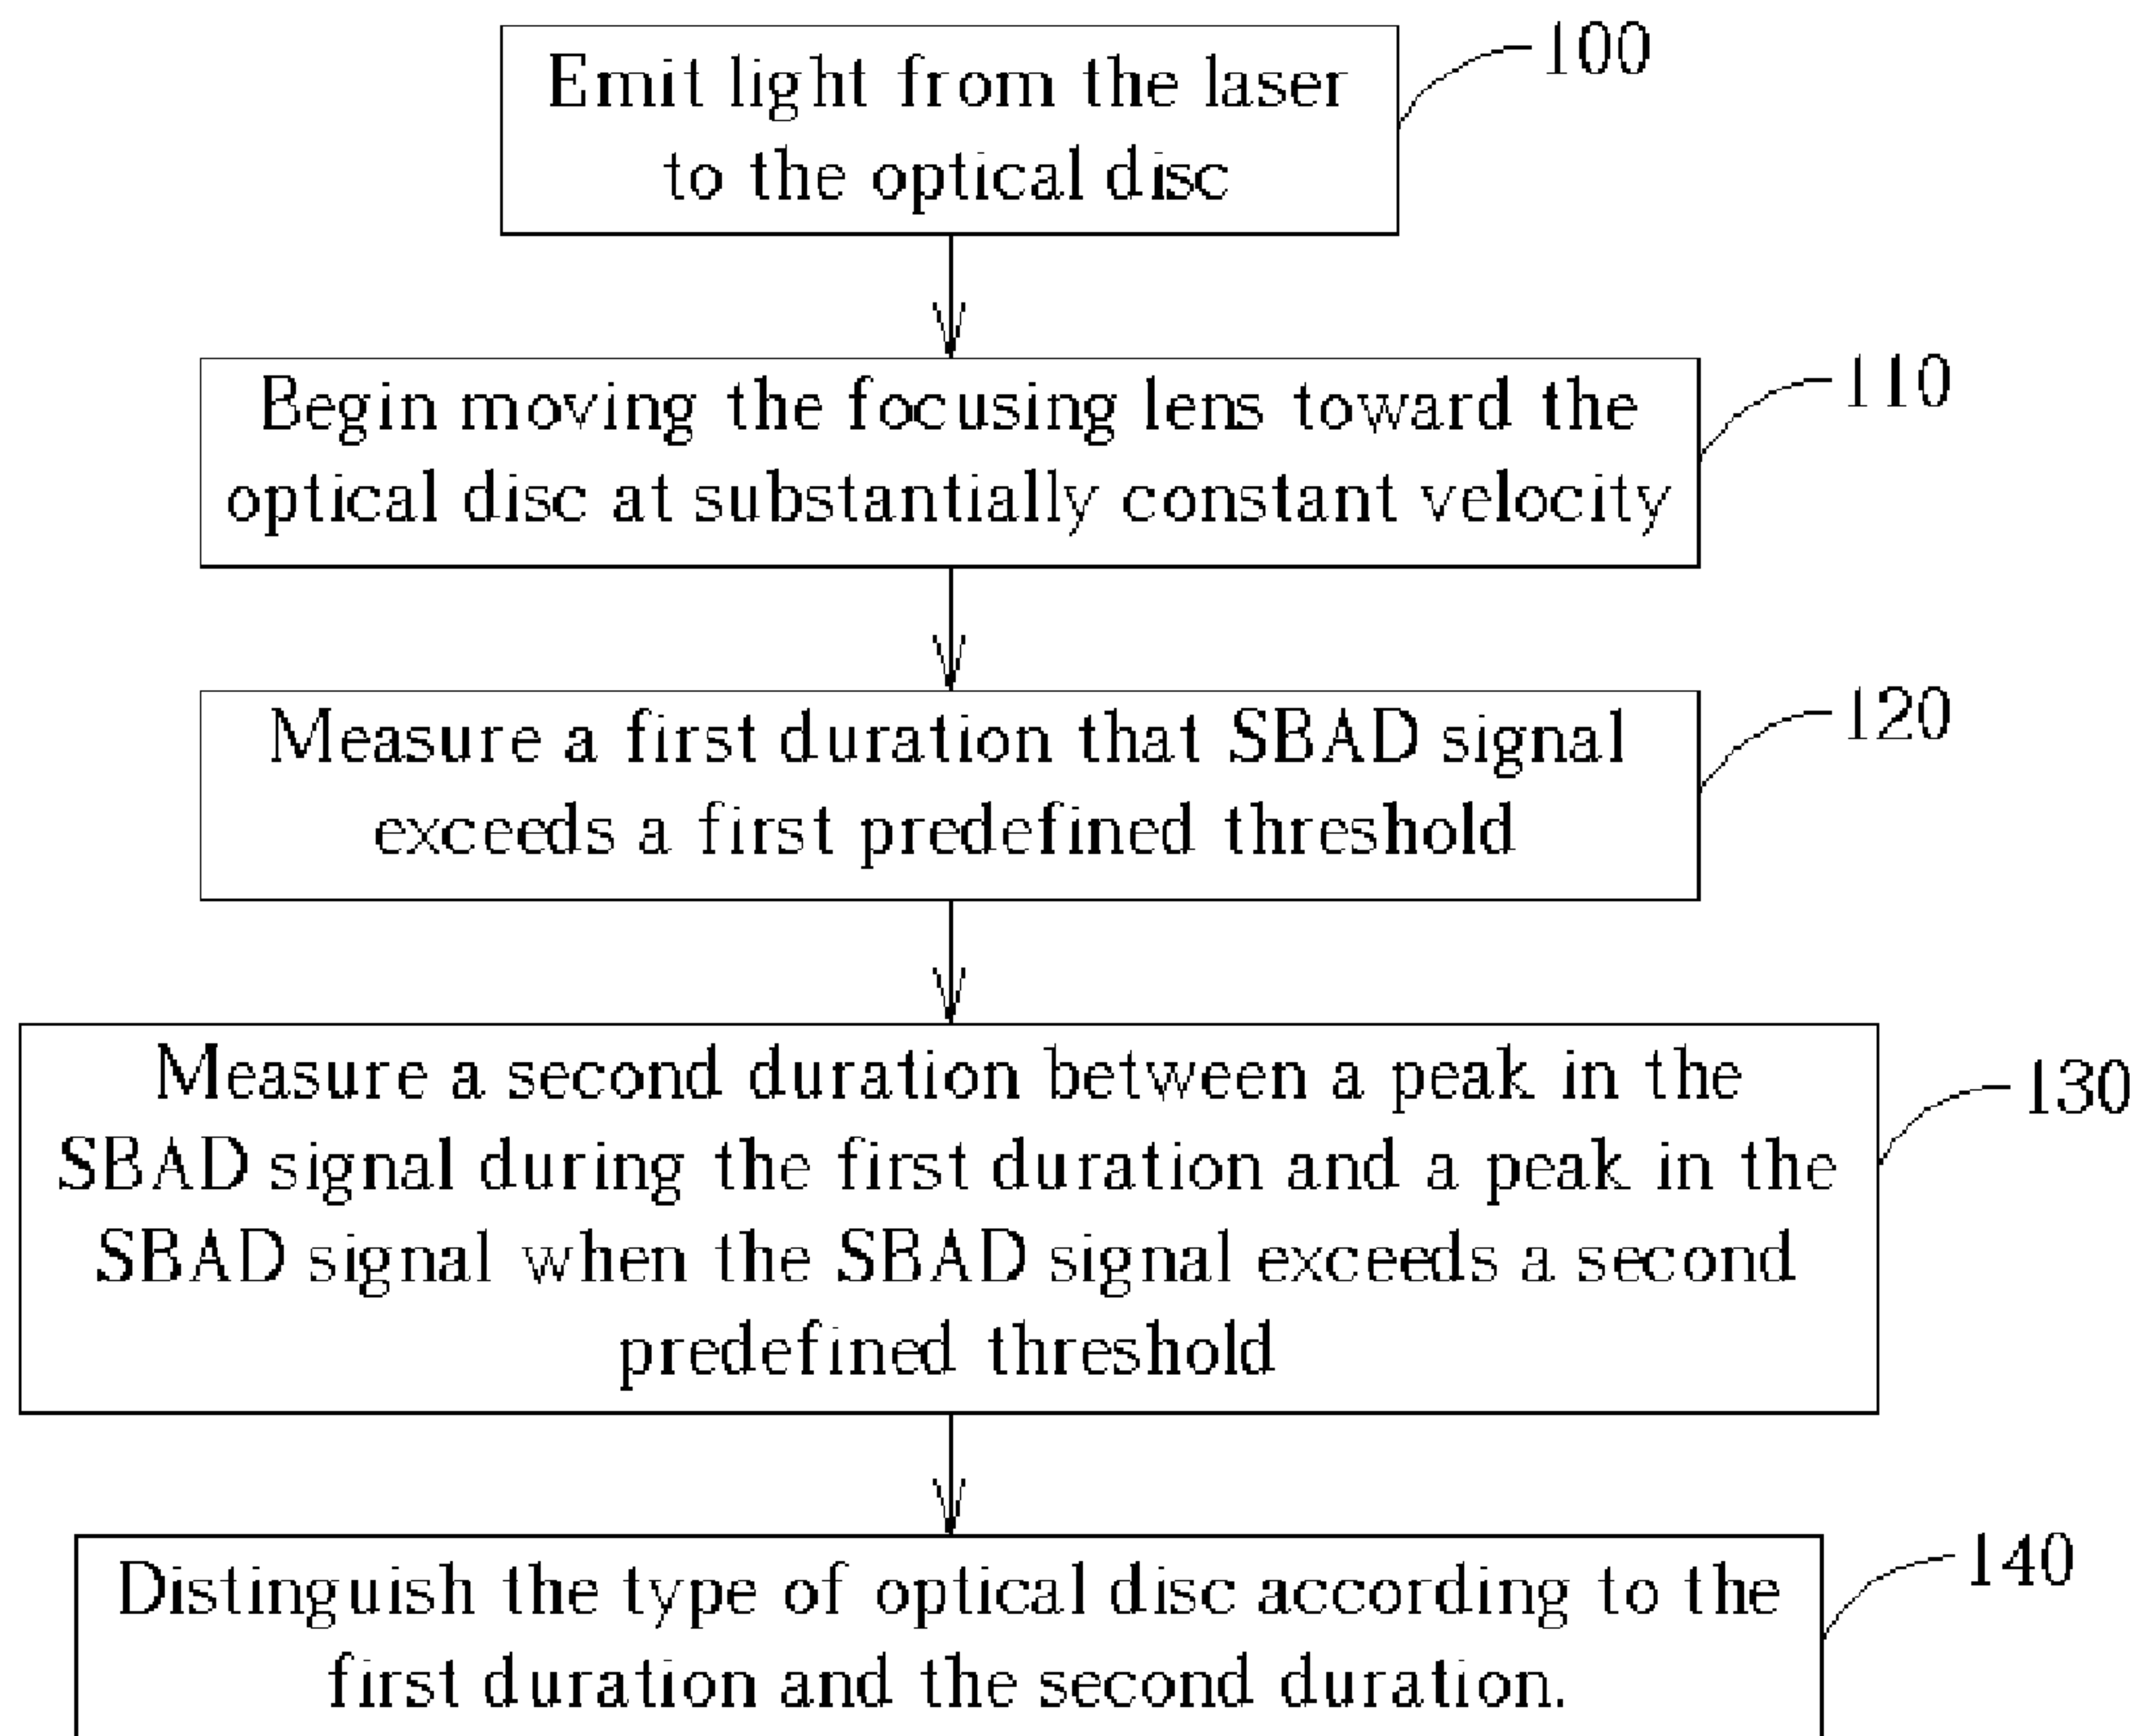 Emit light from the laser
to the optical disc
100
Begin moving the focusing lens toward the
optical disc at substantially constant velocity
110
Measure a first duration that SBAD signal
exceeds a first predefined threshold
120
Measure a second duration between a peak in the
SBAD signal during the first duration and a peak in the
SBAD signal when the SBAD signal exceeds a second
predefined threshold
130
Distinguish the type of optical disc according to the
first duration and the second duration.
140